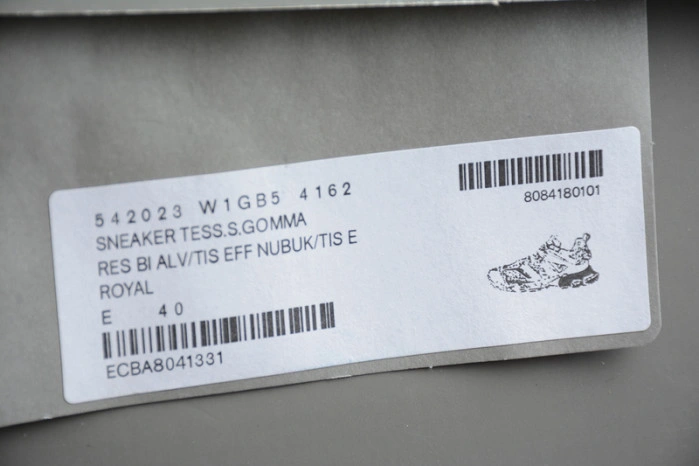 542023 W1GB5 4162
SNEAKER TESS.S.GOMMA
RES BI ALV/TIS EFF NUBUK/TIS E
ROYAL
E 40
ECBA8041331
8084180101